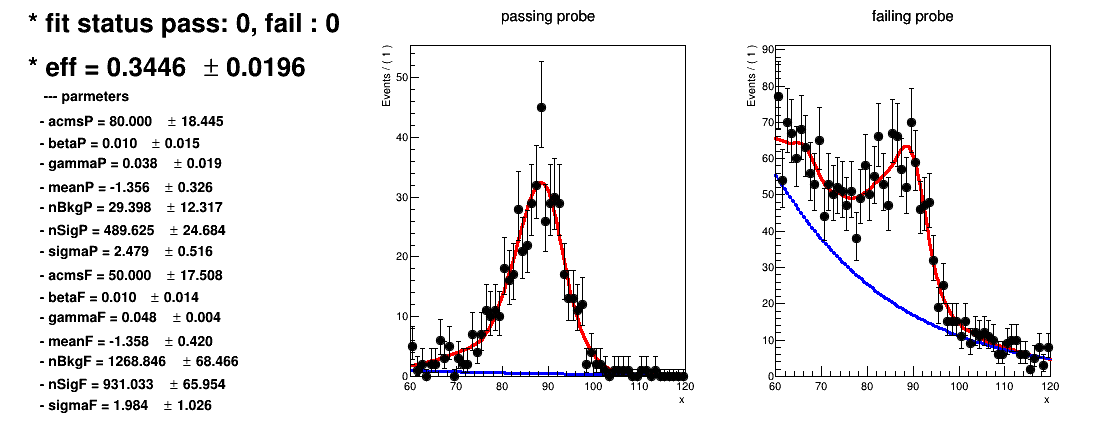 * fit status pass: 0, fail : 0
* eff = 0.3446 ± 0.0196
--- parmeters
- acmsP = 80.000 ± 18.445
- betaP = 0.010 ± 0.015
- gammaP = 0.038 ± 0.019
- meanP = -1.356 ± 0.326
- nBkgP = 29.398 ± 12.317
- nSigP = 489.625 ± 24.684
- sigmaP = 2.479 ± 0.516
- acmsF = 50.000 ± 17.508
- betaF = 0.010 ± 0.014
- gammaF = 0.048 ± 0.004
- meanF = -1.358 ± 0.420
- nBkgF = 1268.846 ± 68.466
- nSigF = 931.033 ± 65.954
- sigmaF = 1.984 ± 1.026
passing probe
Events / ( 1 )
50
40
30
20
10
0
60 70 80 90 100 110 120
x
failing probe
Events / ( 1 )
90
80
70
60
50
40
30
20
10
0
60 70 80 90 100 110 120
x